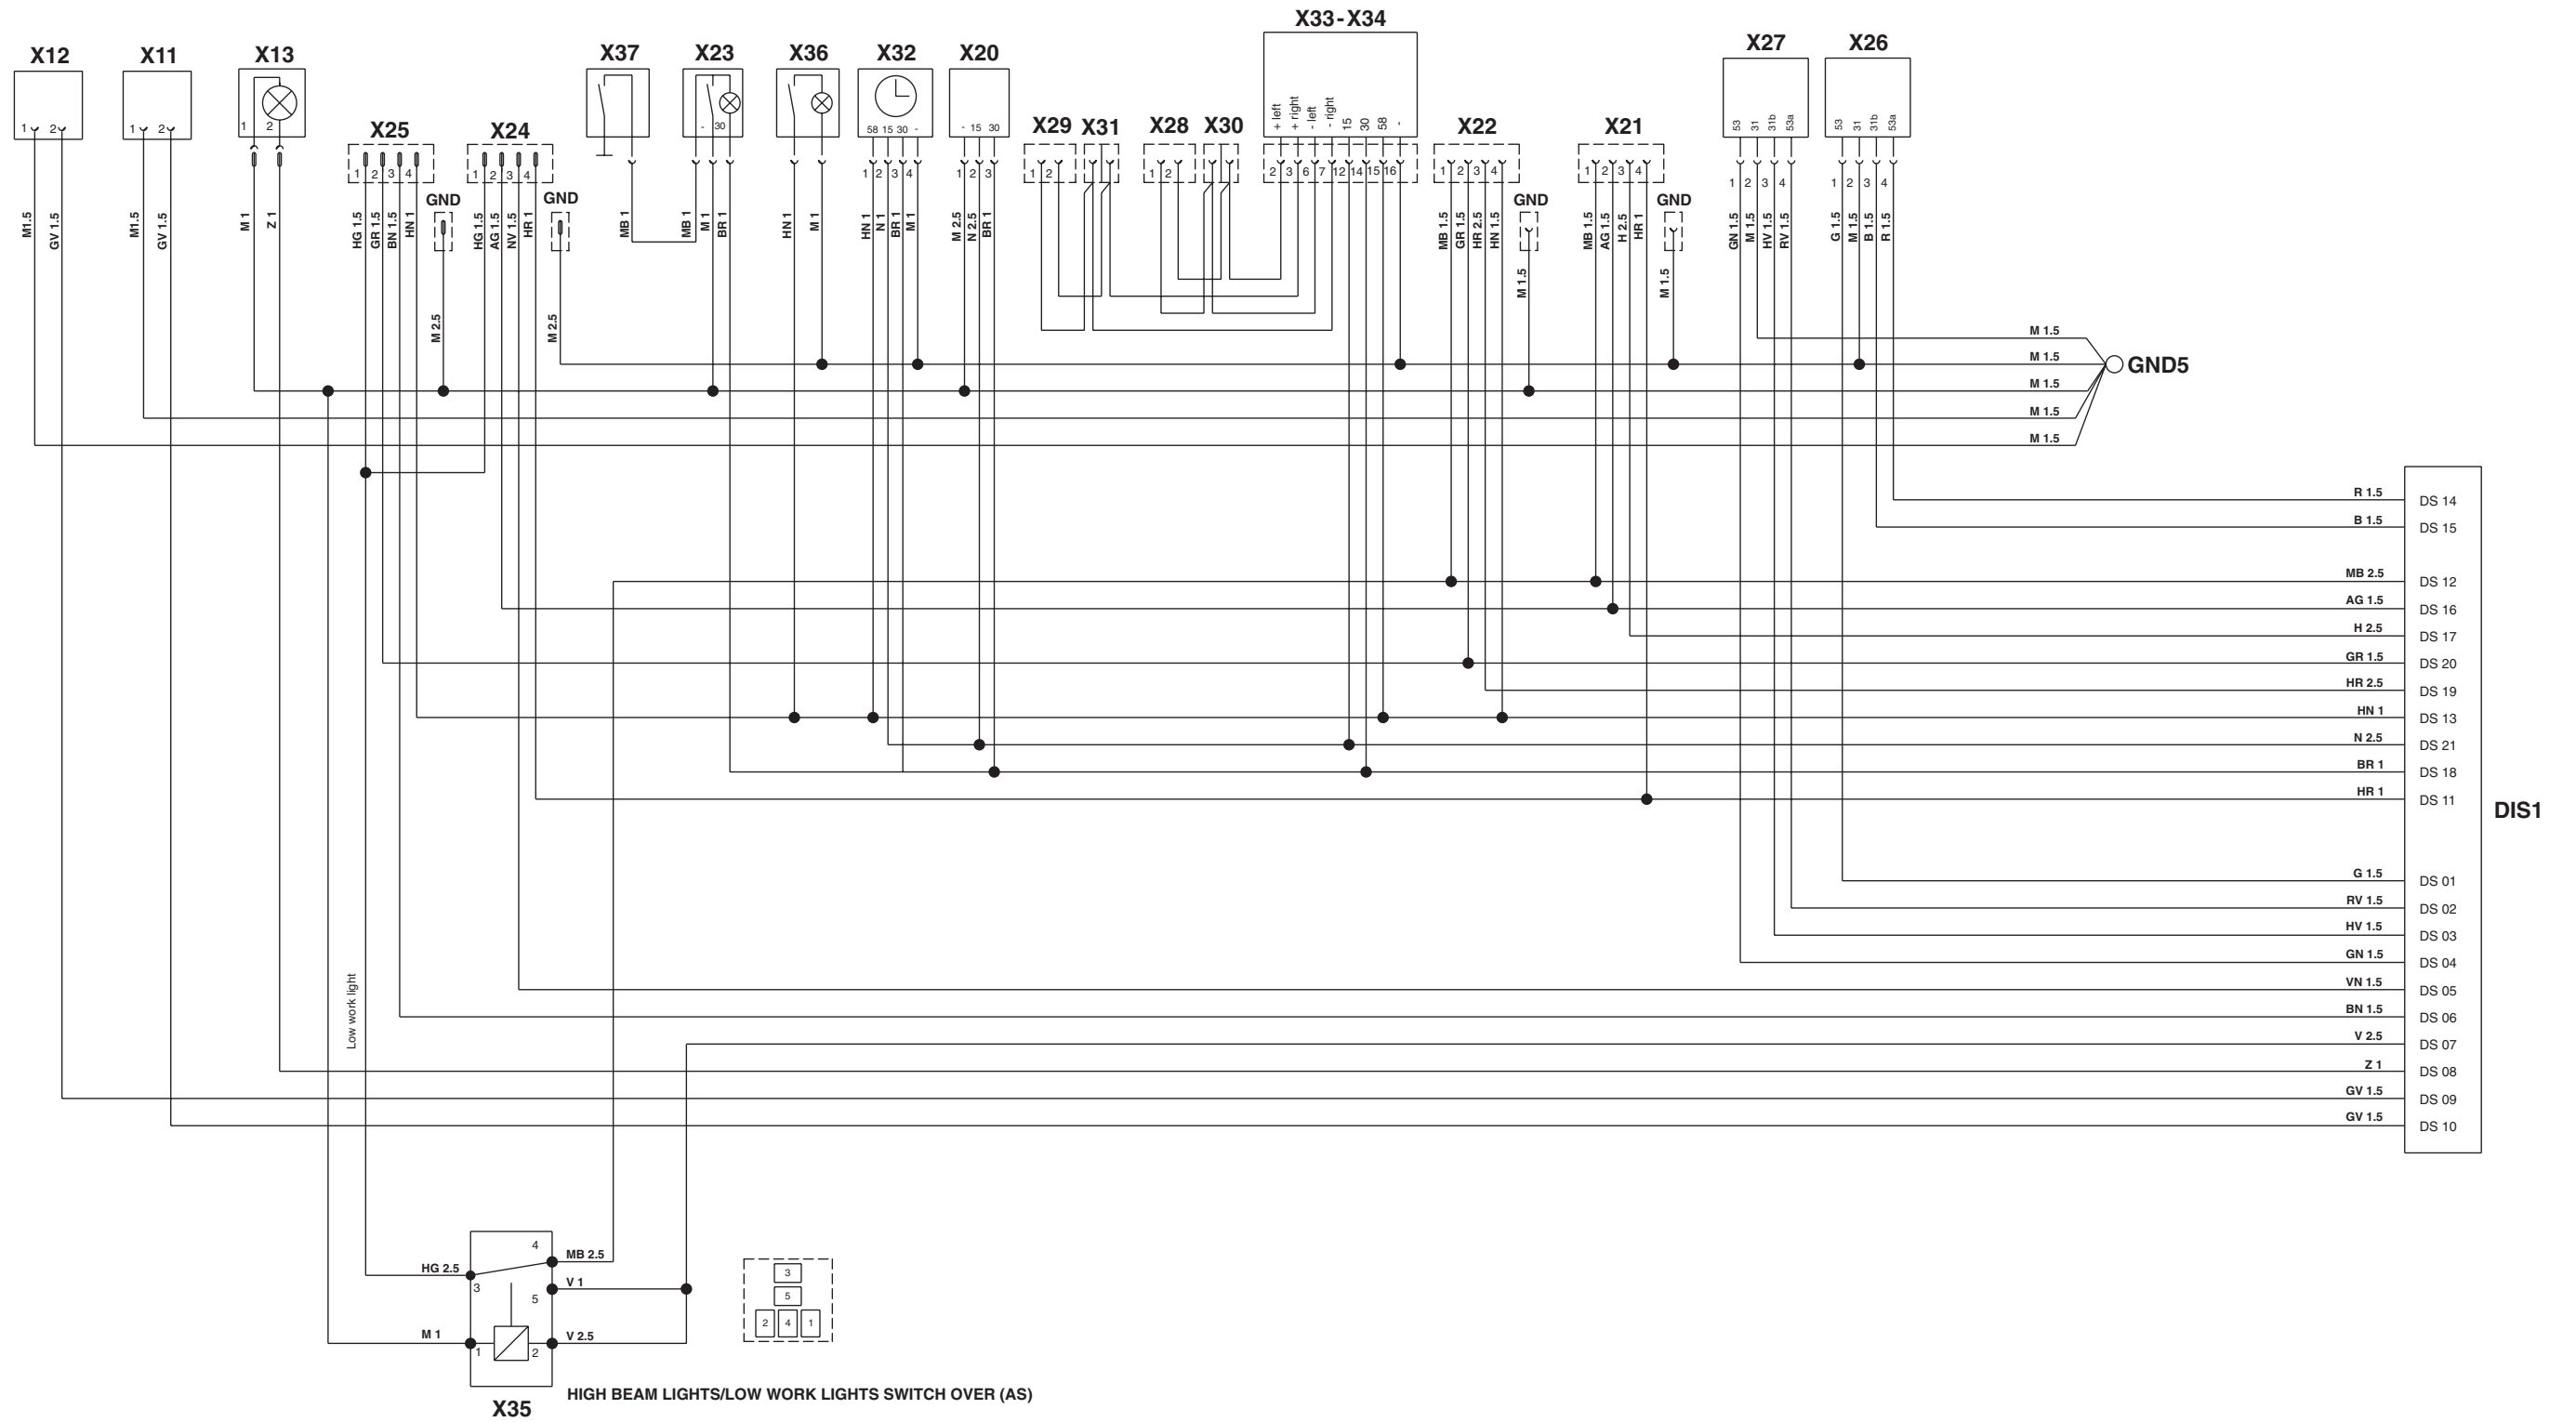 X33-X34
X12 X11 X13 X37 X23 X36 X32 X20 X27 X26
X25 X24 X29 X31 X28 X30 X22 X21
+ left + right - left - right 15 30 58 -
1 2 1 2 1 2 - 30 58 15 30 - - 15 30 53 31 31b 53a 53 31 31b 53a
1 2 3 4 1 2 3 4 1 2 3 4 1 2 3 1 2 1 2 2 3 6 7 12 14 15 16 1 2 3 4 1 2 3 4 1 2 3 4 1 2 3 4
GND GND GND GND
M1.5 GV 1.5 M1.5 GV 1.5 M 1 Z 1 HG 1.5 GR 1.5 BN 1.5 HN 1 HG 1.5 AG 1.5 NV 1.5 HR 1 MB 1 MB 1 M 1 BR 1 HN 1 M 1 HN 1 N 1 BR 1 M 1 M 2.5 N 2.5 BR 1 MB 1.5 GR 1.5 HR 2.5 HN 1.5 MB 1.5 AG 1.5 H 2.5 HR 1 GN 1.5 M 1.5 HV 1.5 RV 1.5 G 1.5 M 1.5 B 1.5 R 1.5
M 2.5 M 2.5 M 1.5 M 1.5
M 1.5
M 1.5 GND5
M 1.5
M 1.5
M 1.5
R 1.5 DS 14
B 1.5 DS 15
MB 2.5 DS 12
AG 1.5 DS 16
H 2.5 DS 17
GR 1.5 DS 20
HR 2.5 DS 19
HN 1 DS 13
N 2.5 DS 21
BR 1 DS 18
HR 1 DS 11
DIS1
G 1.5 DS 01
RV 1.5 DS 02
HV 1.5 DS 03
GN 1.5 DS 04
VN 1.5 DS 05
BN 1.5 DS 06
V 2.5 DS 07
Z 1 DS 08
GV 1.5 DS 09
GV 1.5 DS 10
Low work light
4 MB 2.5
HG 2.5 3 V 1
5
M 1 1 2 V 2.5
3
5
2 4 1
HIGH BEAM LIGHTS/LOW WORK LIGHTS SWITCH OVER (AS)
X35